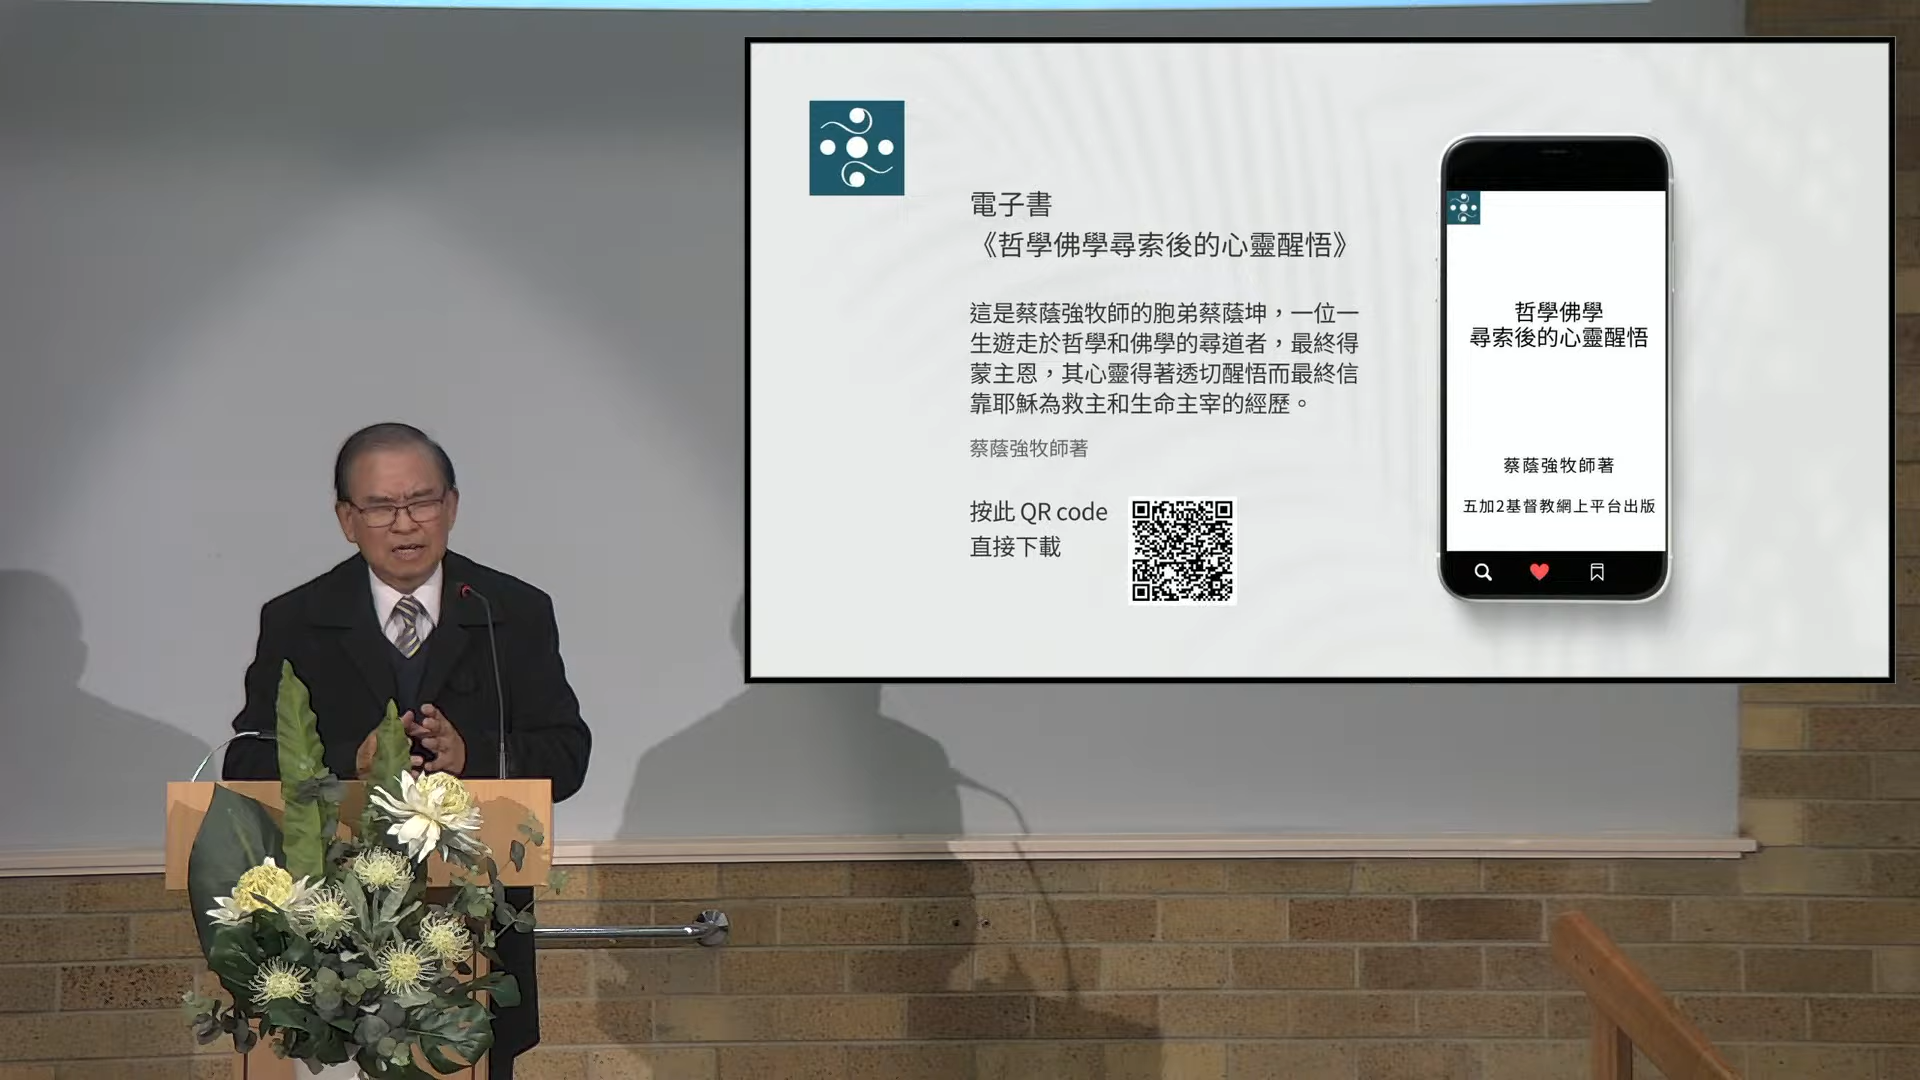 電子書
《哲學佛學尋索後的心靈醒悟》
這是蔡蔭強牧師的胞弟蔡蔭坤，一位一
生遊走於哲學和佛學的尋道者，最終得
蒙主恩，其心靈得著透切醒悟而最終信
靠耶穌為救主和生命主宰的經歷。
蔡蔭強牧師著
按此 QR code
直接下載
哲學佛學
尋索後的心靈醒悟
蔡蔭強牧師著
五加2基督教網上平台出版